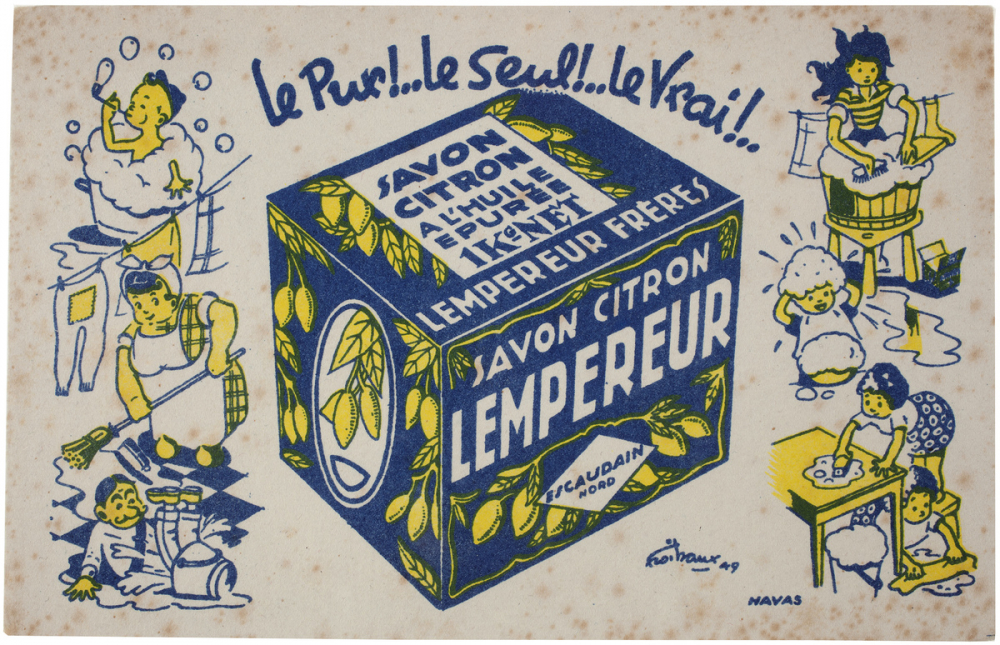 Le Pur!..le Seul!...le Vrai!..
SAVON
CITRON
A L'HUILE
EPURÉE
1 KG NET
LEMPEREUR FRÈRES
SAVON CITRON
LEMPEREUR
ESCAUDAIN
NORD
49
HAVAS